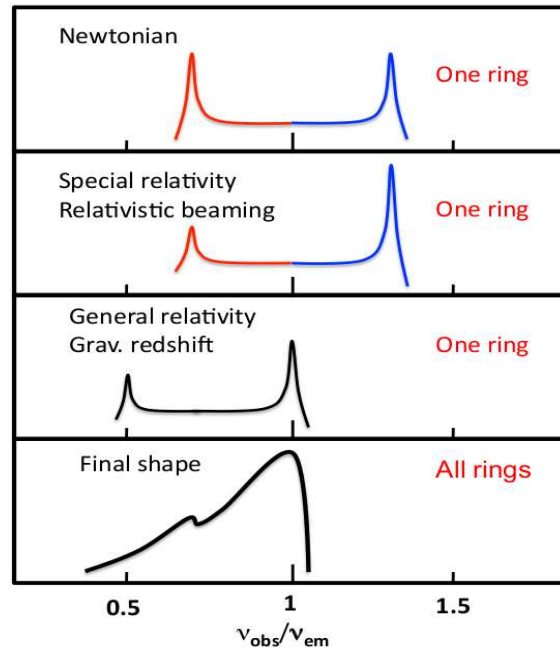 Newtonian
One ring
Special relativity
Relativistic beaming
One ring
General relativity
Grav. redshift
One ring
Final shape
All rings
0.5 1 1.5
νobs/νem